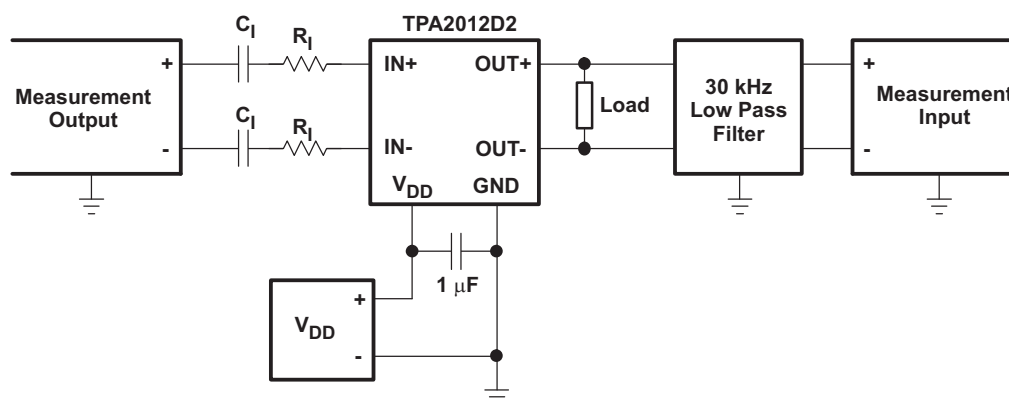 TPA2012D2
C_I
R_I
+
IN+
OUT+
+
Measurement
Output
Load
30 kHz
Low Pass
Filter
Measurement
Input
C_I
R_I
-
IN-
OUT-
-
V_DD
GND
1 μF
+
V_DD
-